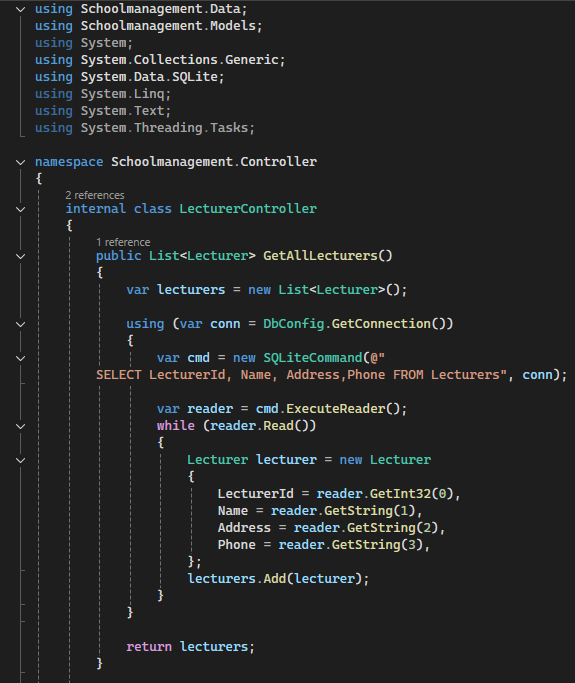 using Schoolmanagement.Data;
using Schoolmanagement.Models;
using System;
using System.Collections.Generic;
using System.Data.SQLite;
using System.Linq;
using System.Text;
using System.Threading.Tasks;
namespace Schoolmanagement.Controller
{
2 references
internal class LecturerController
{
1 reference
public List<Lecturer> GetAllLecturers()
{
var lecturers = new List<Lecturer>();
using (var conn = DbConfig.GetConnection())
{
var cmd = new SQLiteCommand(@"
SELECT LecturerId, Name, Address,Phone FROM Lecturers", conn);
var reader = cmd.ExecuteReader();
while (reader.Read())
{
Lecturer lecturer = new Lecturer
{
LecturerId = reader.GetInt32(0),
Name = reader.GetString(1),
Address = reader.GetString(2),
Phone = reader.GetString(3),
};
lecturers.Add(lecturer);
}
}
return lecturers;
}